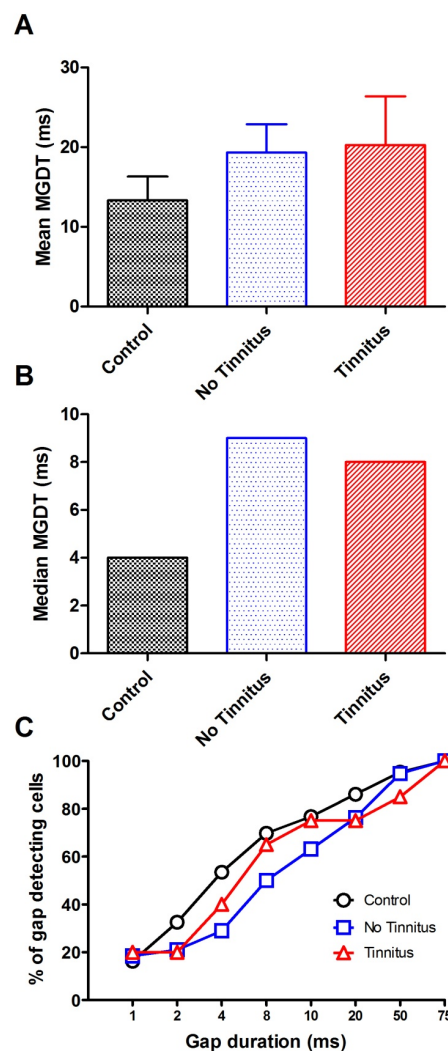 A
Mean MGDT (ms)
30
20
10
0
Control
No Tinnitus
Tinnitus
B
Median MGDT (ms)
10
8
6
4
2
0
Control
No Tinnitus
Tinnitus
C
% of gap detecting cells
100
80
60
40
20
0
Control
No Tinnitus
Tinnitus
1 2 4 8 10 20 50 75
Gap duration (ms)